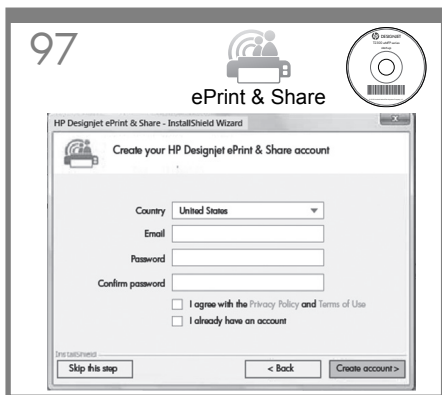 97
DESIGNJET
ePrint & Share
HP Designjet ePrint & Share - InstallShield Wizard
Create your HP Designjet ePrint & Share account
Country United States
Email
Password
Confirm password
I agree with the Privacy Policy and Terms of Use
I already have an account
InstallShield
Skip this step
< Back
Create account >